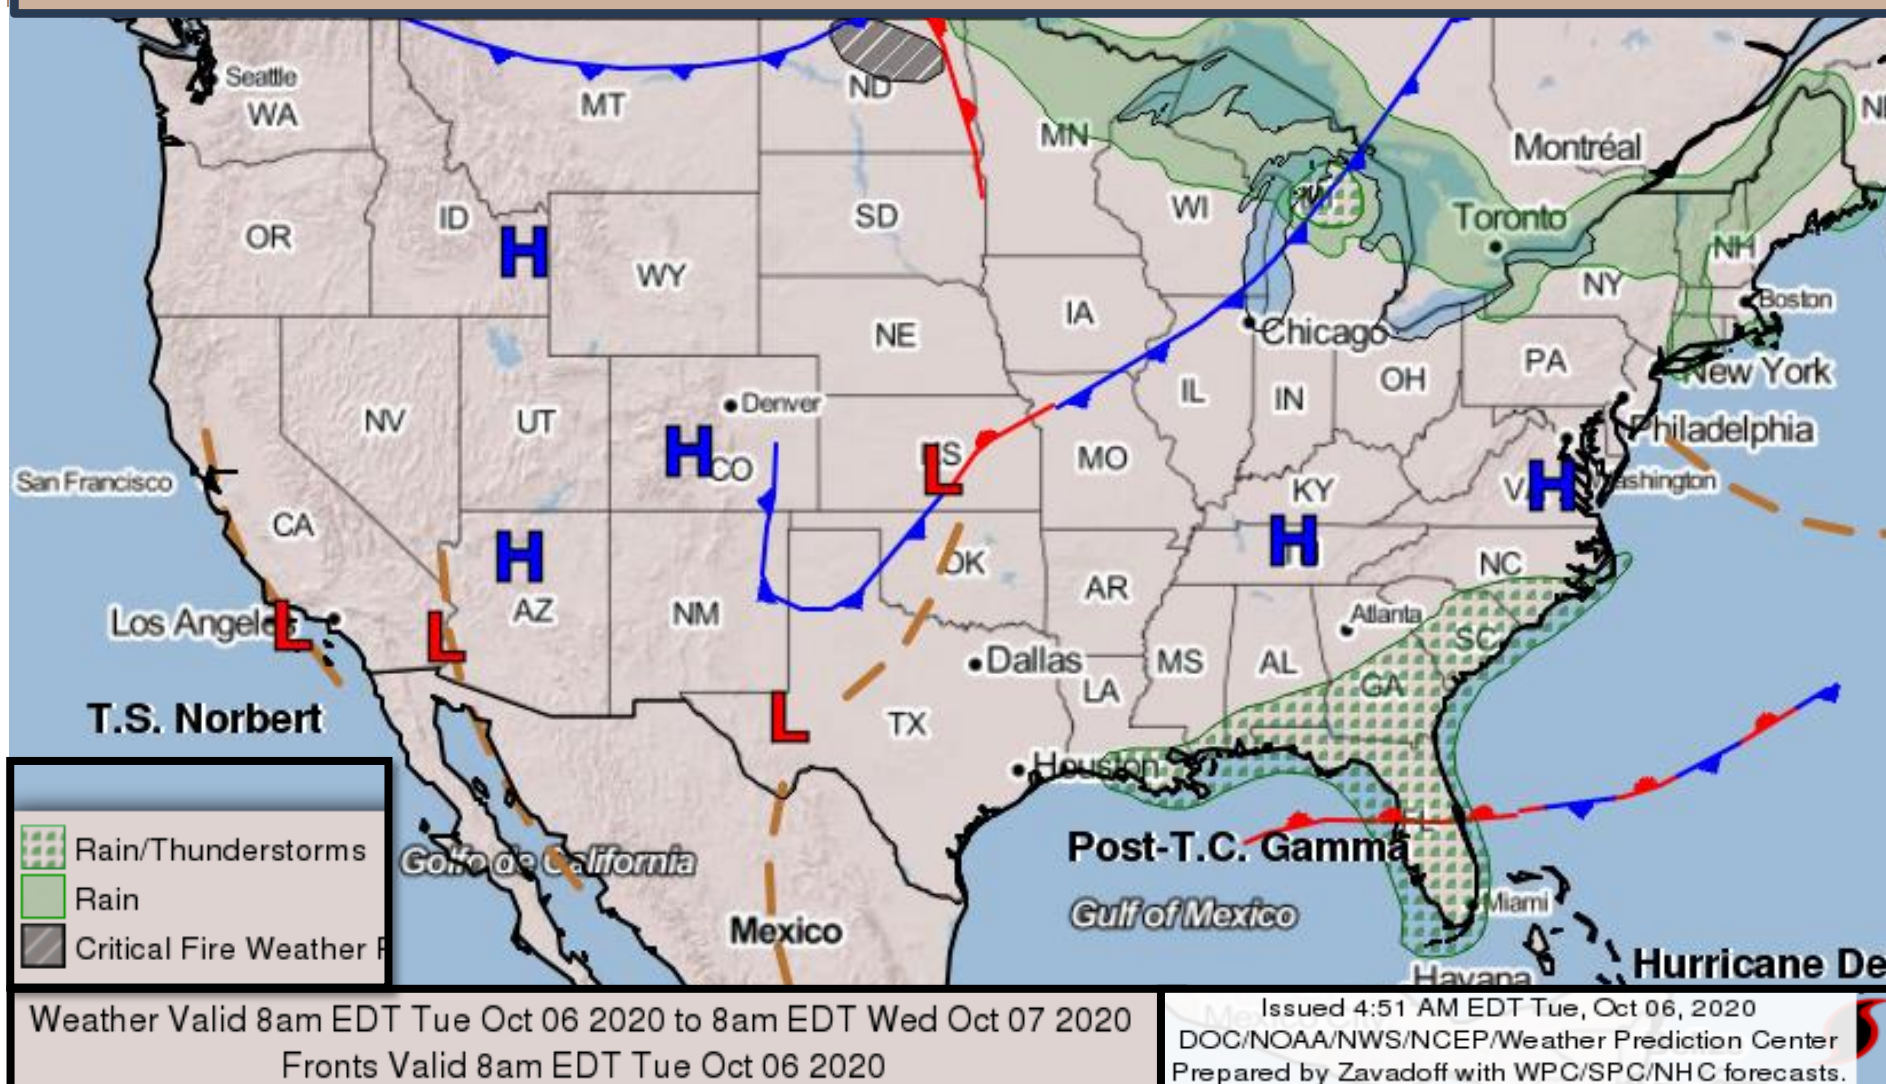 Seattle
WA
MT
ND
MN
Montréal
OR
ID
SD
WI
Toronto
H
WY
NH
NY
Boston
NE
IA
Chicago
PA
New York
NV
UT
Denver
IL
IN
OH
Philadelphia
H
CO
L
MO
San Francisco
KY
H
Washington
CA
H
AZ
NM
OK
AR
H
NC
Atlanta
SC
Los Angeles
L
L
Dallas
MS
AL
GA
LA
T.S. Norbert
L
TX
Houston
FL
Post-T.C. Gamma
Rain/Thunderstorms
Golfo de California
Rain
Miami
Gulf of Mexico
Mexico
Critical Fire Weather
Hurricane De
Havana
Weather Valid 8am EDT Tue Oct 06 2020 to 8am EDT Wed Oct 07 2020
Fronts Valid 8am EDT Tue Oct 06 2020
Issued 4:51 AM EDT Tue, Oct 06, 2020
DOC/NOAA/NWS/NCEP/Weather Prediction Center
Prepared by Zavadoff with WPC/SPC/NHC forecasts.